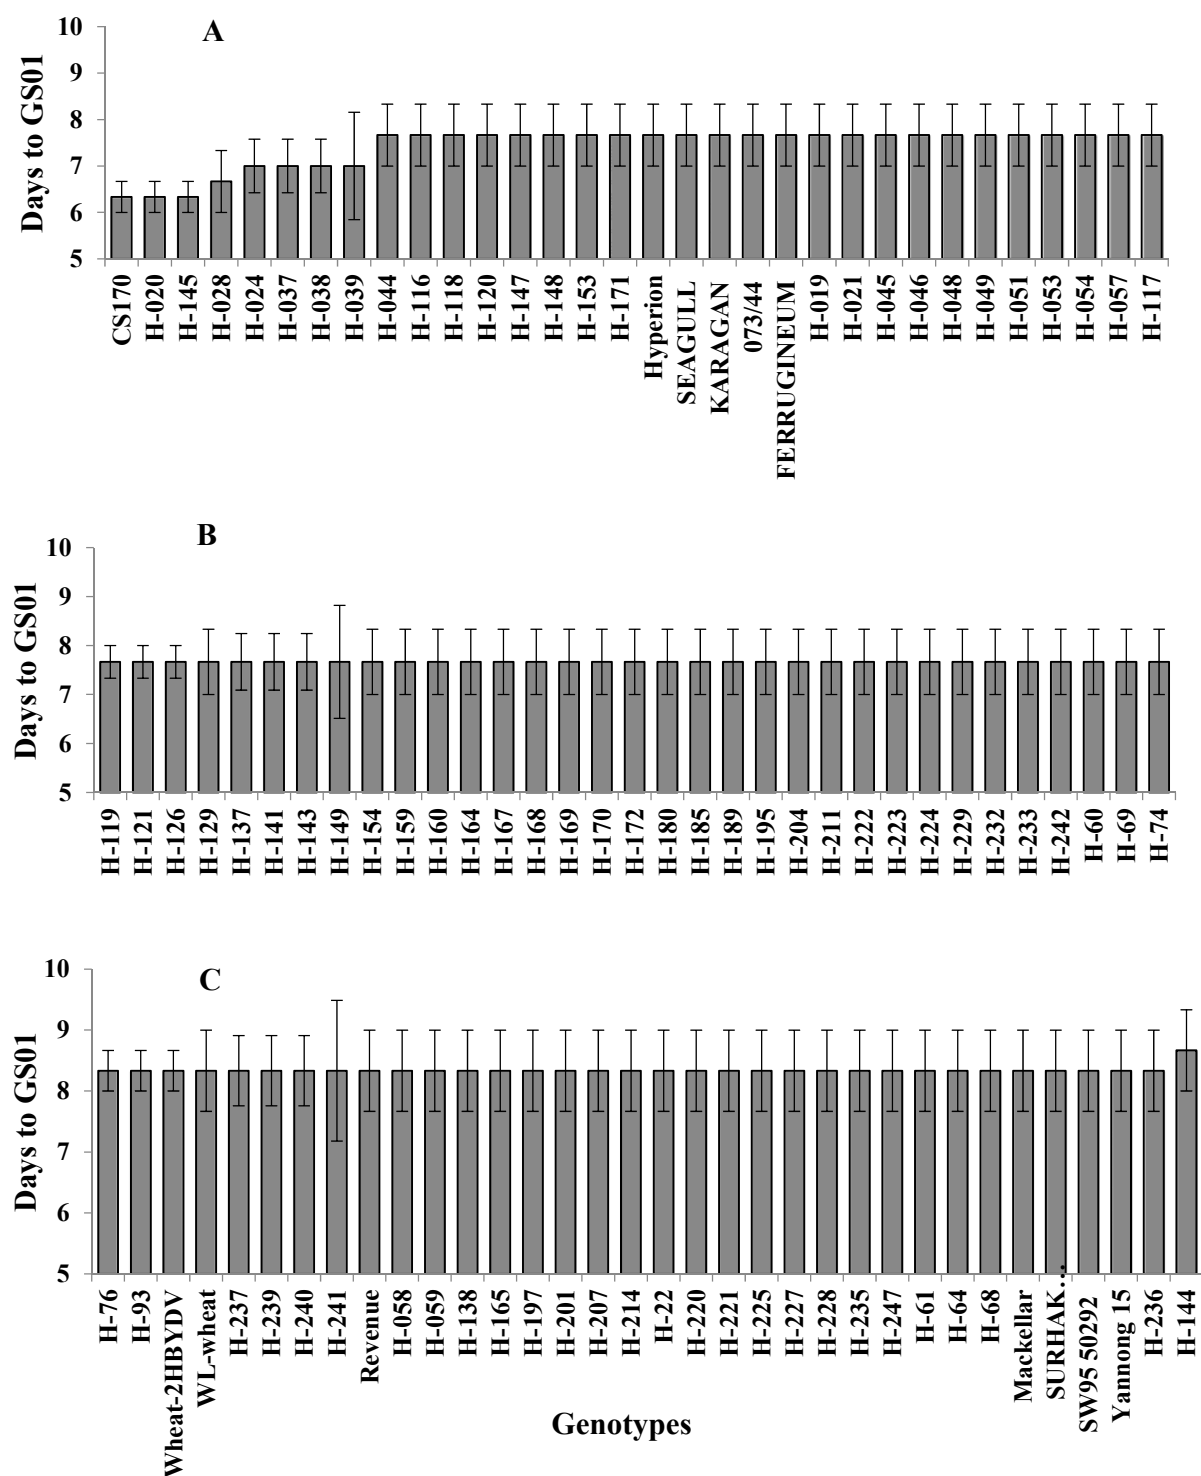 A
Days to GS01
10
9
8
7
6
5
CS170
H-020
H-145
H-028
H-024
H-037
H-038
H-039
H-044
H-116
H-118
H-120
H-147
H-148
H-153
H-171
Hyperion
SEAGULL
KARAGAN
073/44
FERRUGINEUM
H-019
H-021
H-045
H-046
H-048
H-049
H-051
H-053
H-054
H-057
H-117
B
Days to GS01
10
9
8
7
6
5
H-119
H-121
H-126
H-129
H-137
H-141
H-143
H-149
H-154
H-159
H-160
H-164
H-167
H-168
H-169
H-170
H-172
H-180
H-185
H-189
H-195
H-204
H-211
H-222
H-223
H-224
H-229
H-232
H-233
H-242
H-60
H-69
H-74
C
Days to GS01
10
9
8
7
6
5
H-76
H-93
Wheat-2HBYDV
WL-wheat
H-237
H-239
H-240
H-241
Revenue
H-058
H-059
H-138
H-165
H-197
H-201
H-207
H-214
H-22
H-220
H-221
H-225
H-227
H-228
H-235
H-247
H-61
H-64
H-68
Mackellar
SURHAK…
SW95 50292
Yannong 15
H-236
H-144
Genotypes